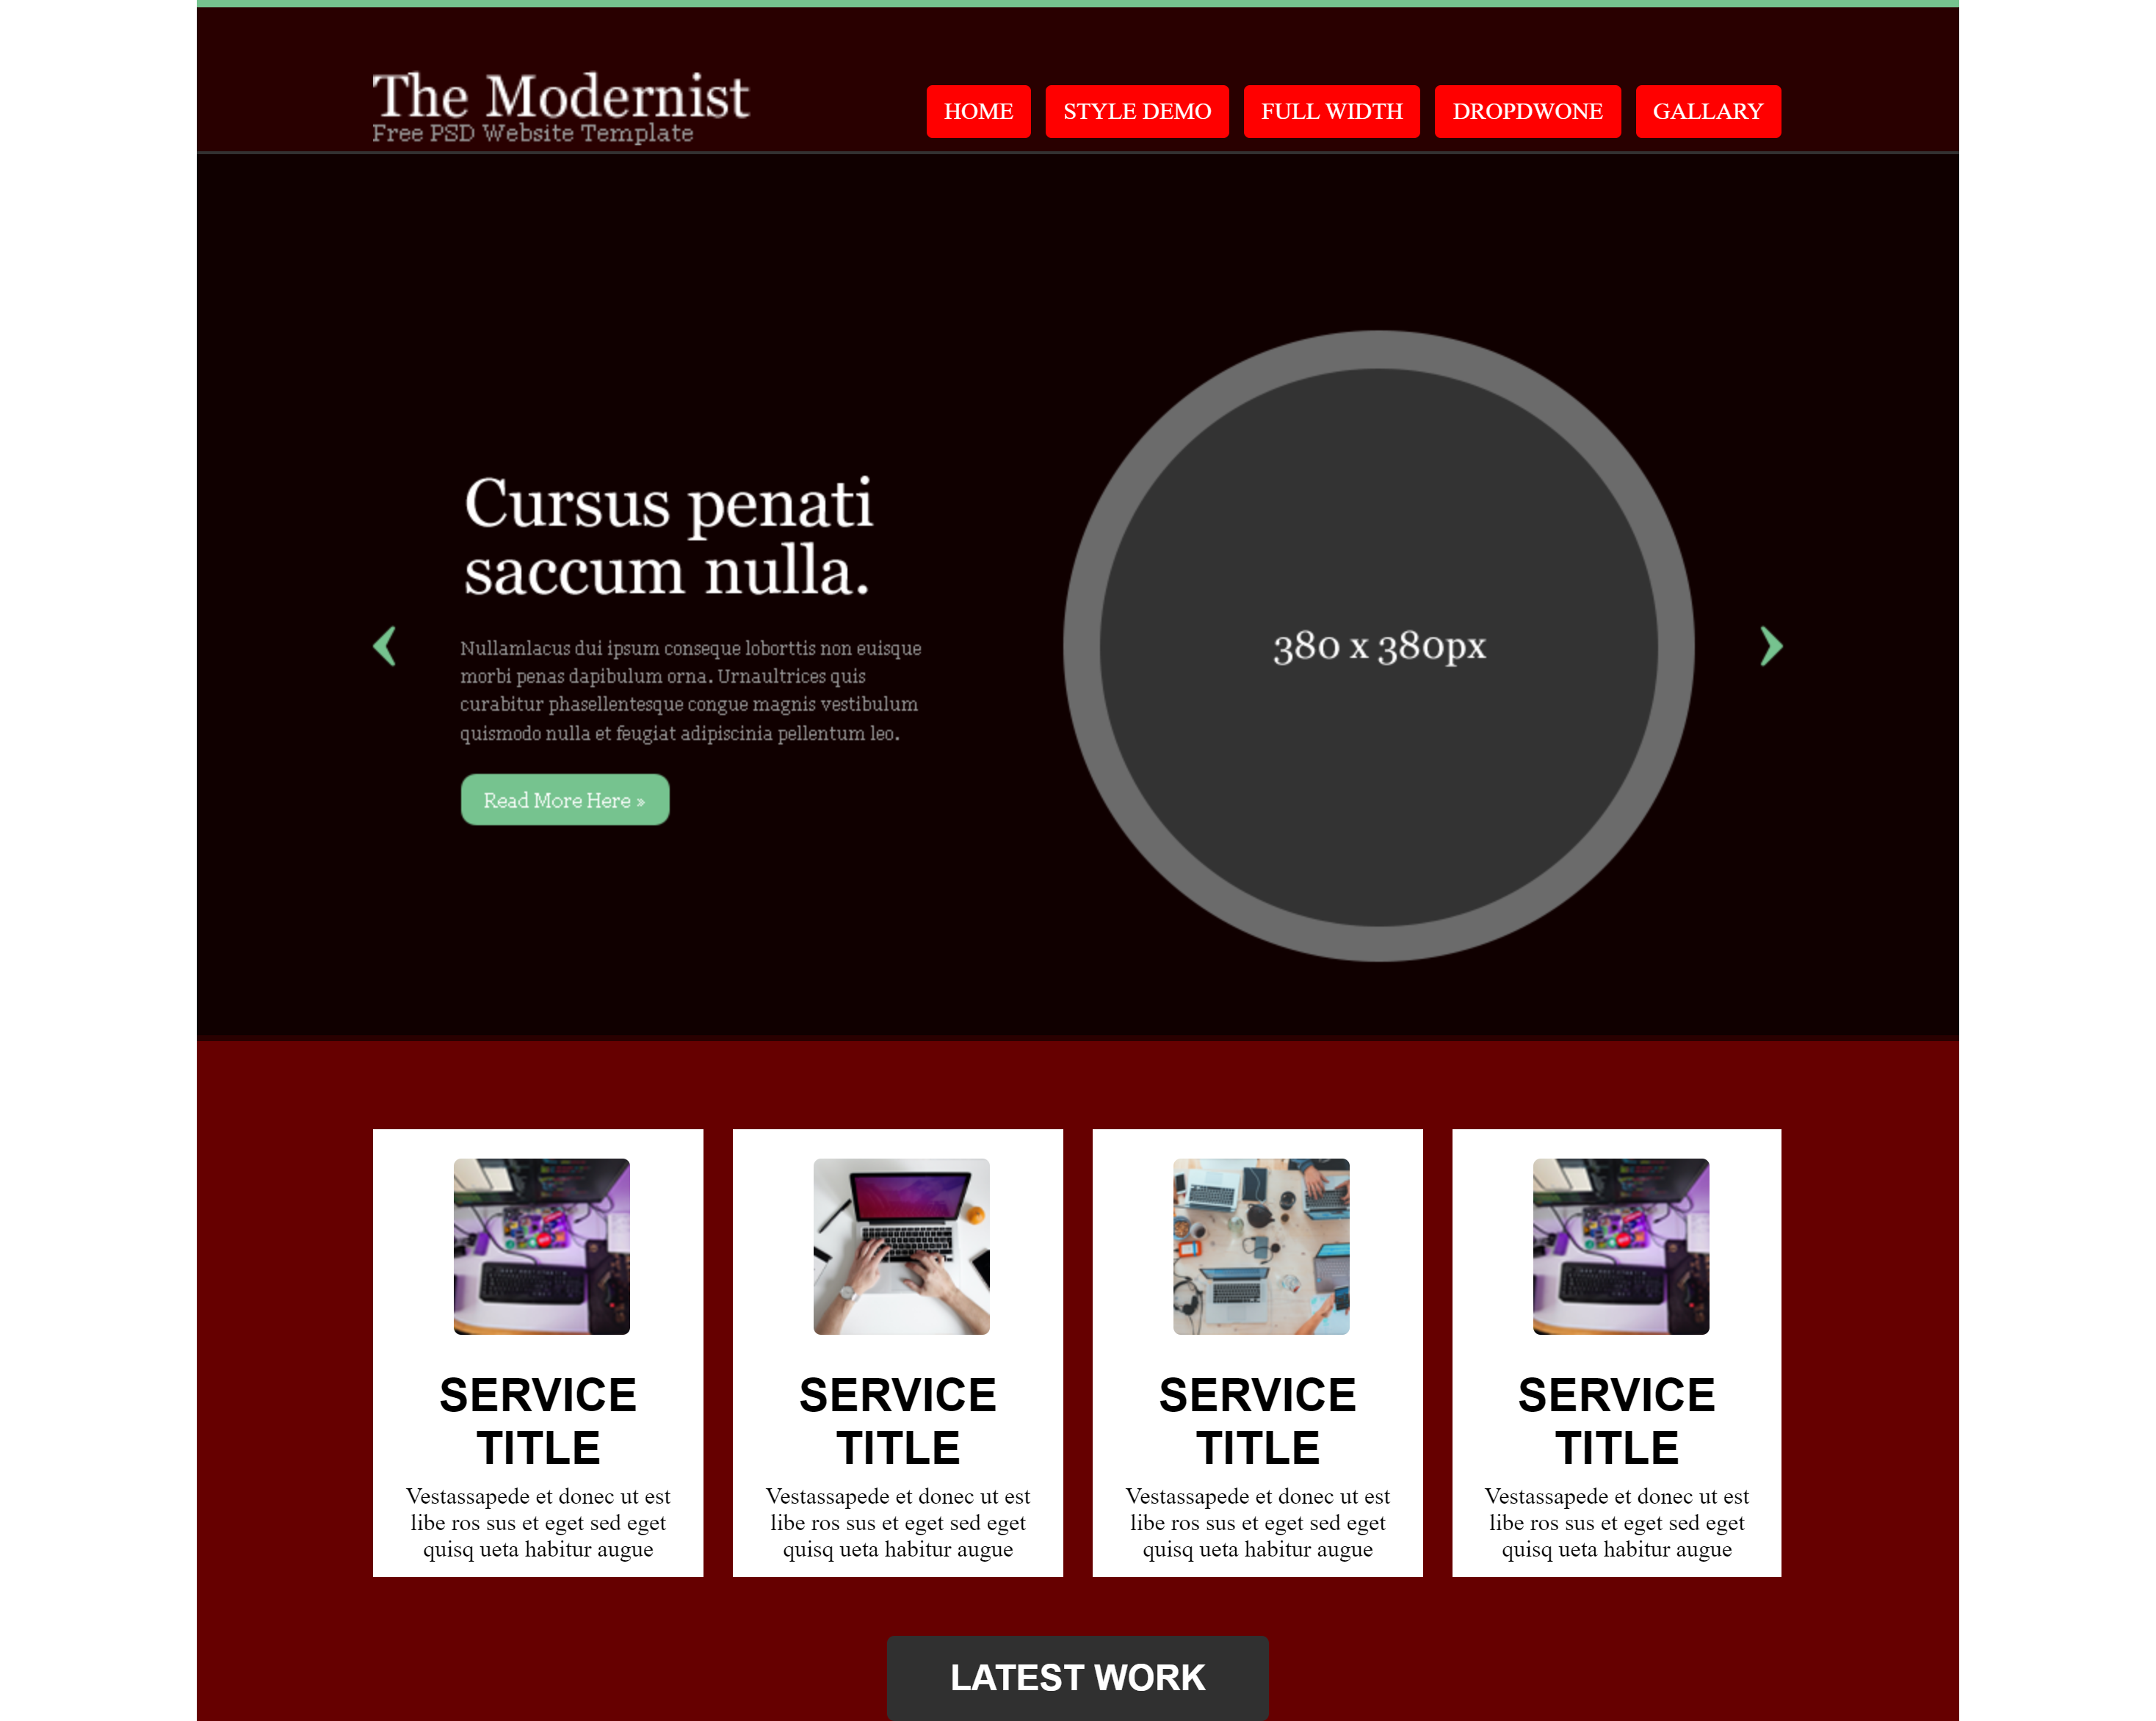 The Modernist
Free PSD Website Template
HOME STYLE DEMO FULL WIDTH DROPDWONE GALLARY
Cursus penati
saccum nulla.
Nullamlacus dui ipsum conseque loborttis non euisque
morbi penas dapibulum orna. Urnaultrices quis
curabitur phasellentesque congue magnis vestibulum
quismodo nulla et feugiat adipiscinia pellentum leo.
Read More Here »
380 x 380px
SERVICE
TITLE
Vestassapede et donec ut est
libe ros sus et eget sed eget
quisq ueta habitur augue
SERVICE
TITLE
Vestassapede et donec ut est
libe ros sus et eget sed eget
quisq ueta habitur augue
SERVICE
TITLE
Vestassapede et donec ut est
libe ros sus et eget sed eget
quisq ueta habitur augue
SERVICE
TITLE
Vestassapede et donec ut est
libe ros sus et eget sed eget
quisq ueta habitur augue
LATEST WORK